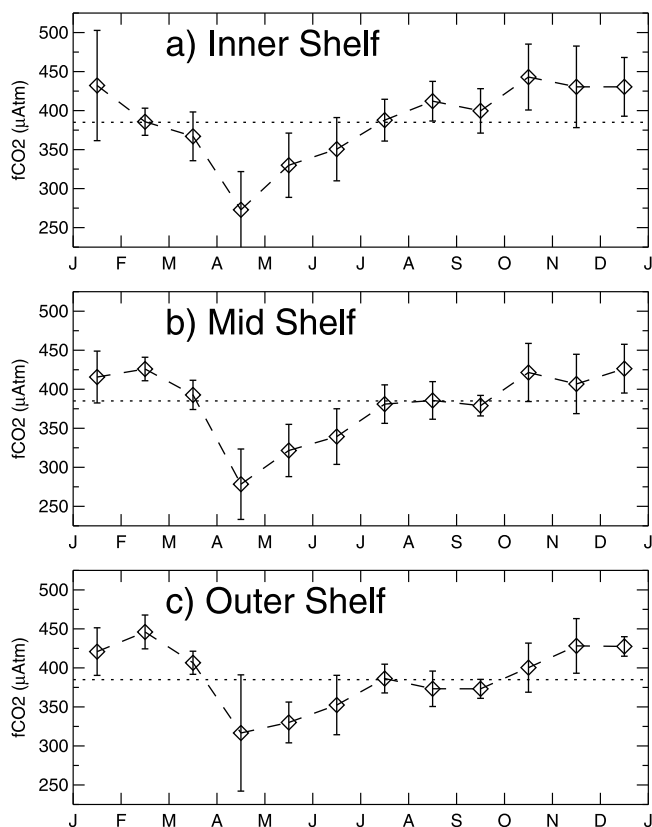 a) Inner Shelf
500
450
400
350
300
250
fCO2 (µAtm)
J F M A M J J A S O N D J
b) Mid Shelf
500
450
400
350
300
250
fCO2 (µAtm)
J F M A M J J A S O N D J
c) Outer Shelf
500
450
400
350
300
250
fCO2 (µAtm)
J F M A M J J A S O N D J